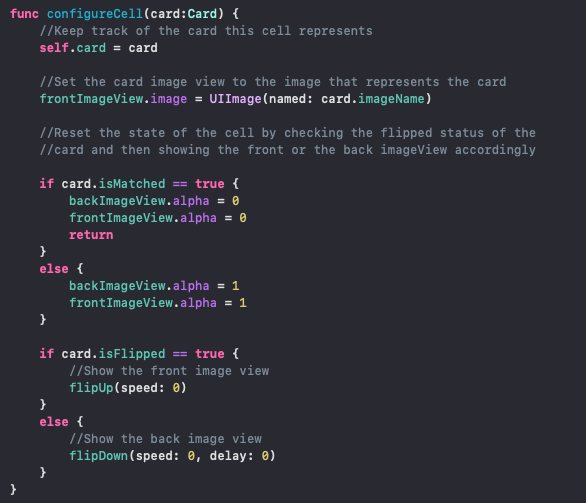 func configureCell(card:Card) {
    //Keep track of the card this cell represents
    self.card = card

    //Set the card image view to the image that represents the card
    frontImageView.image = UIImage(named: card.imageName)

    //Reset the state of the cell by checking the flipped status of the
    //card and then showing the front or the back imageView accordingly

    if card.isMatched == true {
        backImageView.alpha = 0
        frontImageView.alpha = 0
        return
    }
    else {
        backImageView.alpha = 1
        frontImageView.alpha = 1
    }

    if card.isFlipped == true {
        //Show the front image view
        flipUp(speed: 0)
    }
    else {
        //Show the back image view
        flipDown(speed: 0, delay: 0)
    }
}